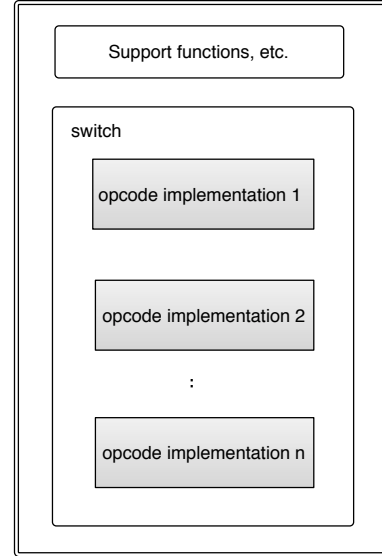 Support functions, etc.
switch
opcode implementation 1
opcode implementation 2
:
opcode implementation n